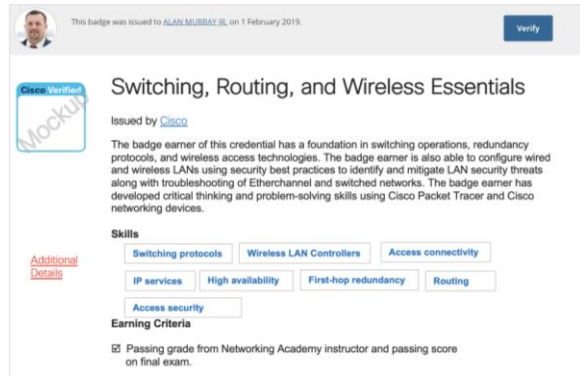 This badge was issued to ALAN MURRAY JR. on 1 February 2019.
Verify
Cisco Verified
Mockup
Switching, Routing, and Wireless Essentials
Issued by Cisco
The badge earner of this credential has a foundation in switching operations, redundancy
protocols, and wireless access technologies. The badge earner is also able to configure wired
and wireless LANs using security best practices to identify and mitigate LAN security threats
along with troubleshooting of Etherchannel and switched networks. The badge earner has
developed critical thinking and problem-solving skills using Cisco Packet Tracer and Cisco
networking devices.
Skills
Switching protocols Wireless LAN Controllers Access connectivity
Additional
Details
IP services High availability First-hop redundancy Routing
Access security
Earning Criteria
☑ Passing grade from Networking Academy instructor and passing score
on final exam.